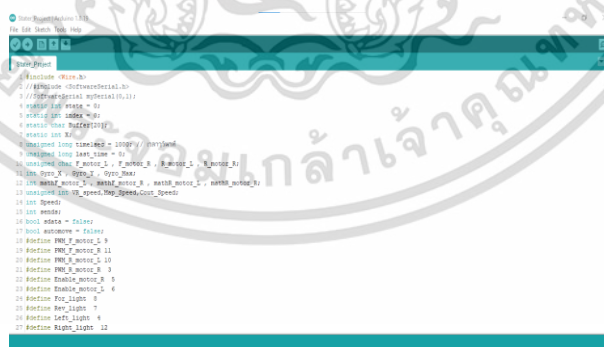 Stater_Project | Arduino 1.8.15
File Edit Sketch Tools Help
Stater_Project
1 #include <Wire.h>
2 //#include <SoftwareSerial.h>
3 //SoftwareSerial mySerial(0,1);
4 static int state = 0;
5 static int index = 0;
6 static char Buffer[20];
7 static int X;
8 unsigned long timelast = 1000; //
9 unsigned long last_time = 0;
10 unsigned char F_motor_L , F_motor_R , B_motor_L , B_motor_R;
11 int Gyro_X , Gyro_Y , Gyro_Max;
12 int mathF_motor_L , mathF_motor_R , mathB_motor_L , mathB_motor_R;
13 unsigned int VR_speed,Map_Speed,Cout_Speed;
14 int Speed;
15 int sends;
16 bool sdata = false;
17 bool automove = false;
18 #define PWM_F_motor_L 9
19 #define PWM_F_motor_R 11
20 #define PWM_B_motor_L 10
21 #define PWM_B_motor_R 3
22 #define Enable_motor_R 5
23 #define Enable_motor_L 6
24 #define For_light 8
25 #define Rev_light 7
26 #define Left_light 4
27 #define Right_light 12